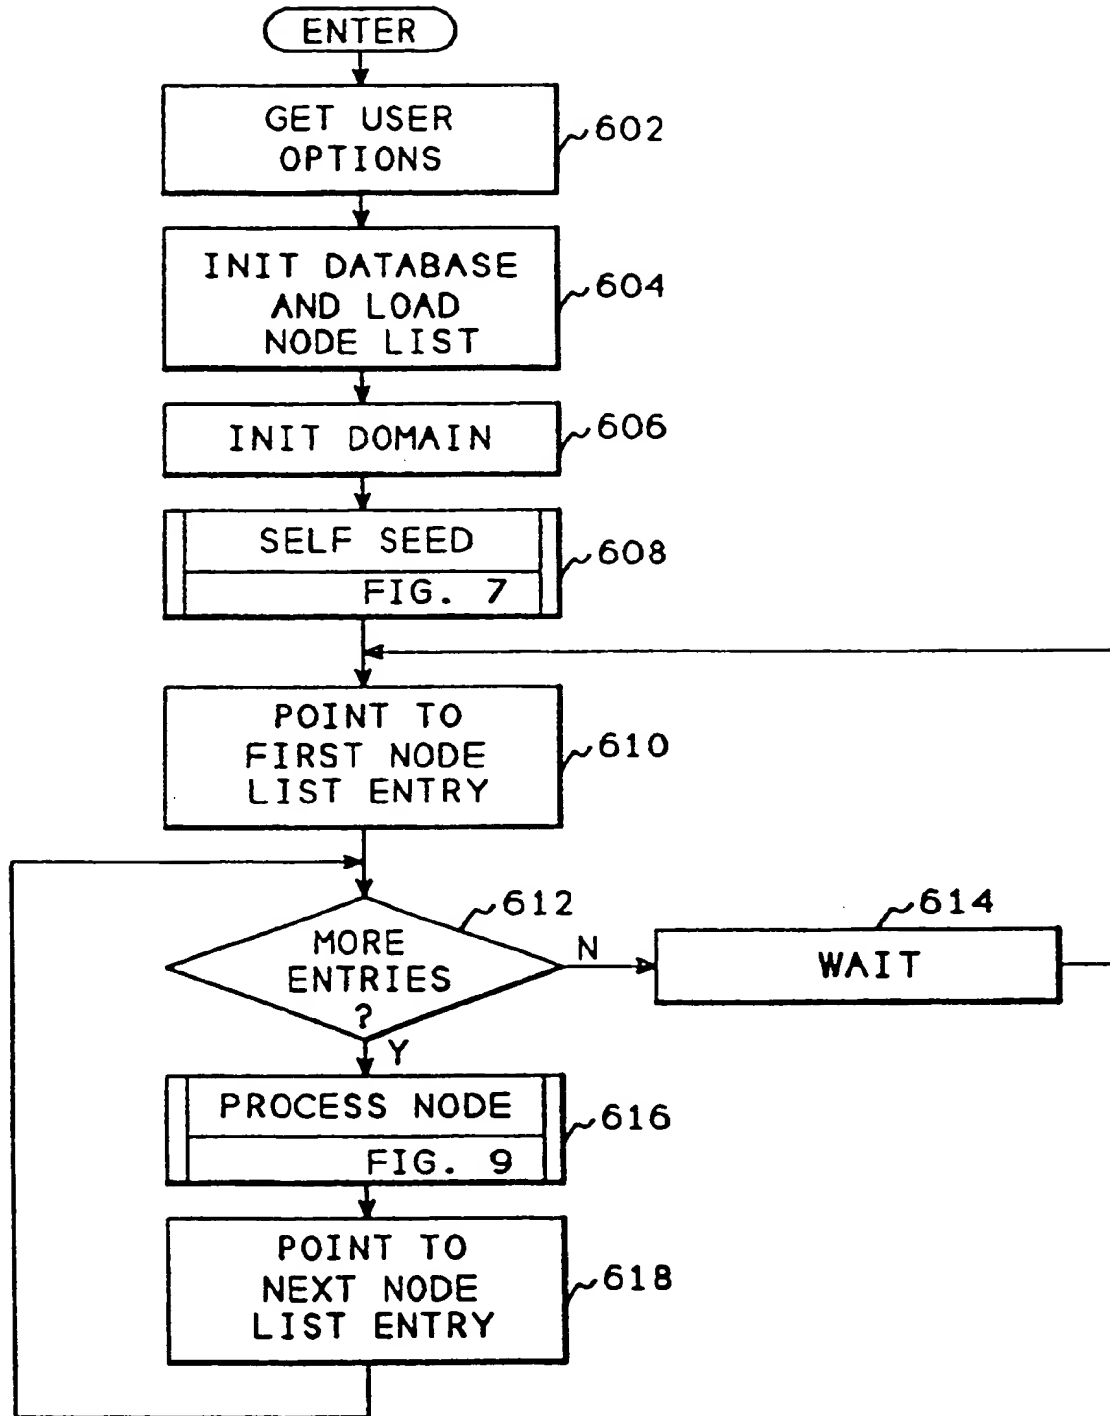 ENTER
GET USER
OPTIONS
602
INIT DATABASE
AND LOAD
NODE LIST
604
INIT DOMAIN
606
SELF SEED
FIG. 7
608
POINT TO
FIRST NODE
LIST ENTRY
610
612
MORE
ENTRIES
?
N
614
WAIT
Y
PROCESS NODE
FIG. 9
616
POINT TO
NEXT NODE
LIST ENTRY
618